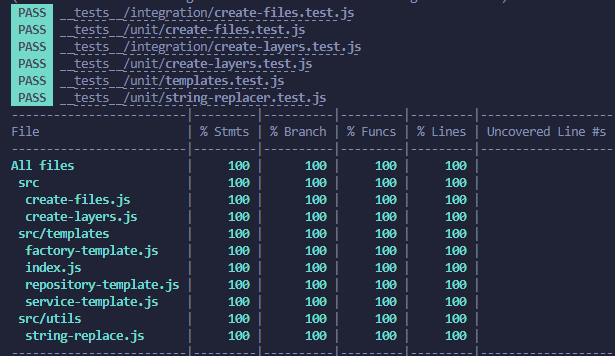 PASS __tests__/integration/create-files.test.js
PASS __tests__/unit/create-files.test.js
PASS __tests__/integration/create-layers.test.js
PASS __tests__/unit/create-layers.test.js
PASS __tests__/unit/templates.test.js
PASS __tests__/unit/string-replacer.test.js
-------------------------|---------|----------|---------|---------|-------------------
File                     | % Stmts | % Branch | % Funcs | % Lines | Uncovered Line #s
-------------------------|---------|----------|---------|---------|-------------------
All files                |     100 |      100 |     100 |     100 |
 src                     |     100 |      100 |     100 |     100 |
  create-files.js        |     100 |      100 |     100 |     100 |
  create-layers.js       |     100 |      100 |     100 |     100 |
 src/templates           |     100 |      100 |     100 |     100 |
  factory-template.js    |     100 |      100 |     100 |     100 |
  index.js               |     100 |      100 |     100 |     100 |
  repository-template.js |     100 |      100 |     100 |     100 |
  service-template.js    |     100 |      100 |     100 |     100 |
 src/utils               |     100 |      100 |     100 |     100 |
  string-replace.js      |     100 |      100 |     100 |     100 |
-------------------------|---------|----------|---------|---------|-------------------